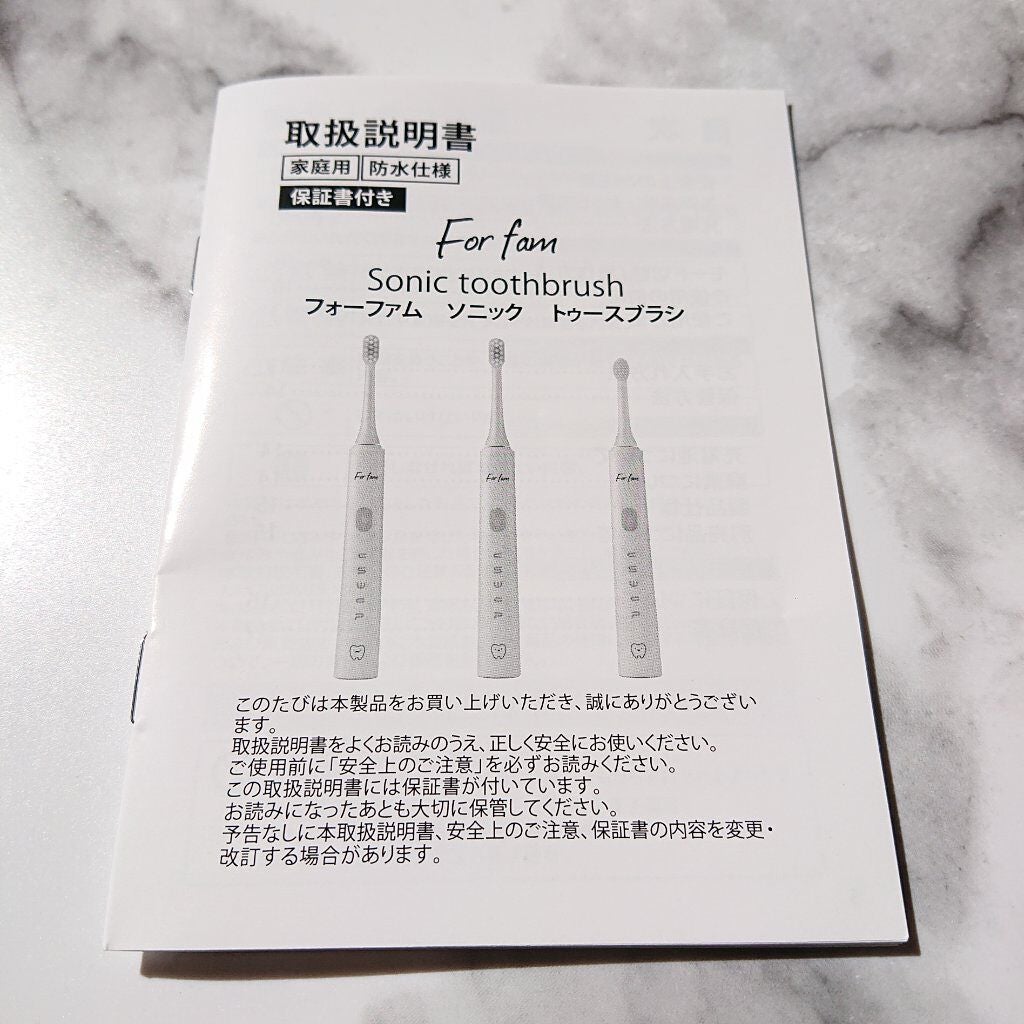 取扱説明書
家庭用 防水仕様
保証書付き
For fam
Sonic toothbrush
フォーファム ソニック トゥースブラシ
For fam For fam For fam
このたびは本製品をお買い上げいただき、誠にありがとうござい
ます。
取扱説明書をよくお読みのうえ、正しく安全にお使いください。
ご使用前に「安全上のご注意」を必ずお読みください。
この取扱説明書には保証書が付いています。
お読みになったあとも大切に保管してください。
予告なしに本取扱説明書、安全上のご注意、保証書の内容を変更・
改訂する場合があります。